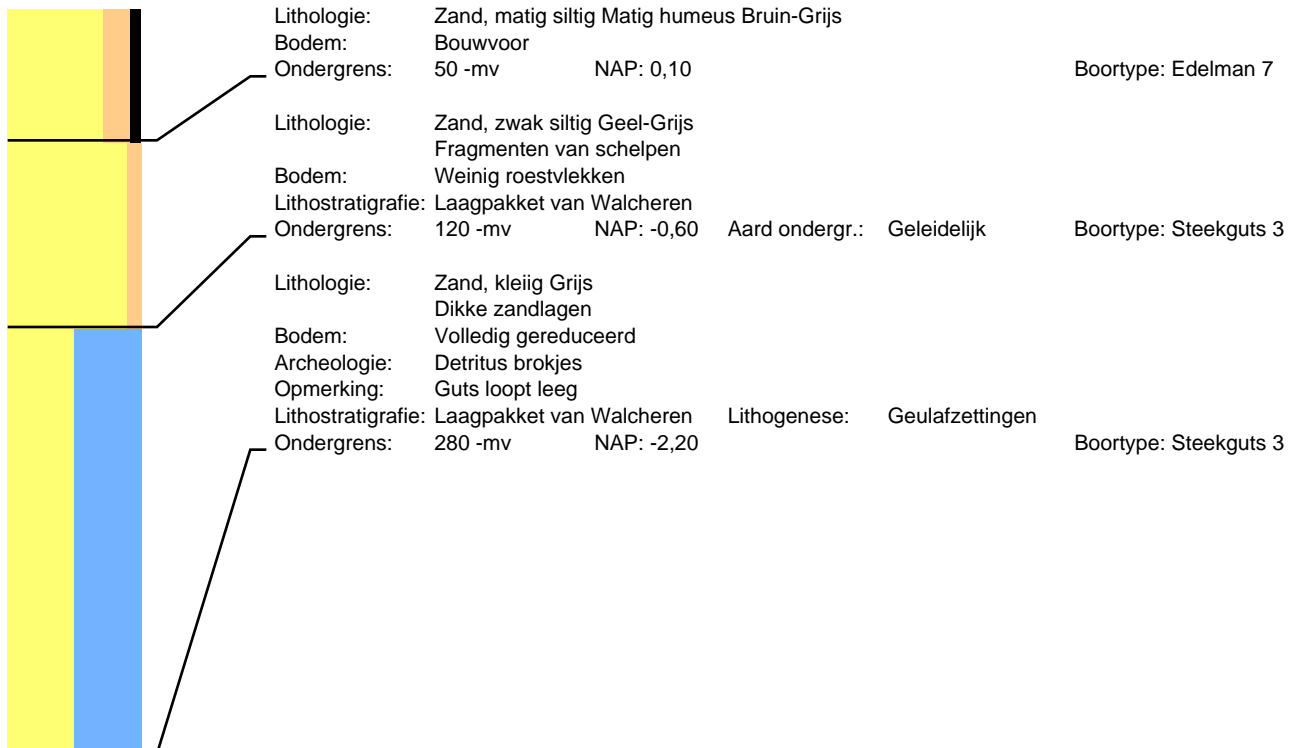 Lithologie: Zand, matig siltig Matig humeus Bruin-Grijs
Bodem: Bouwvoor
Ondergrens: 50 -mv NAP: 0,10 Boortype: Edelman 7
Lithologie: Zand, zwak siltig Geel-Grijs
Fragmenten van schelpen
Bodem: Weinig roestvlekken
Lithostratigrafie: Laagpakket van Walcheren
Ondergrens: 120 -mv NAP: -0,60 Aard ondergr.: Geleidelijk Boortype: Steekguts 3
Lithologie: Zand, kleiig Grijs
Dikke zandlagen
Bodem: Volledig gereduceerd
Archeologie: Detritus brokjes
Opmerking: Guts loopt leeg
Lithostratigrafie: Laagpakket van Walcheren Lithogenese: Geulafzettingen
Ondergrens: 280 -mv NAP: -2,20 Boortype: Steekguts 3